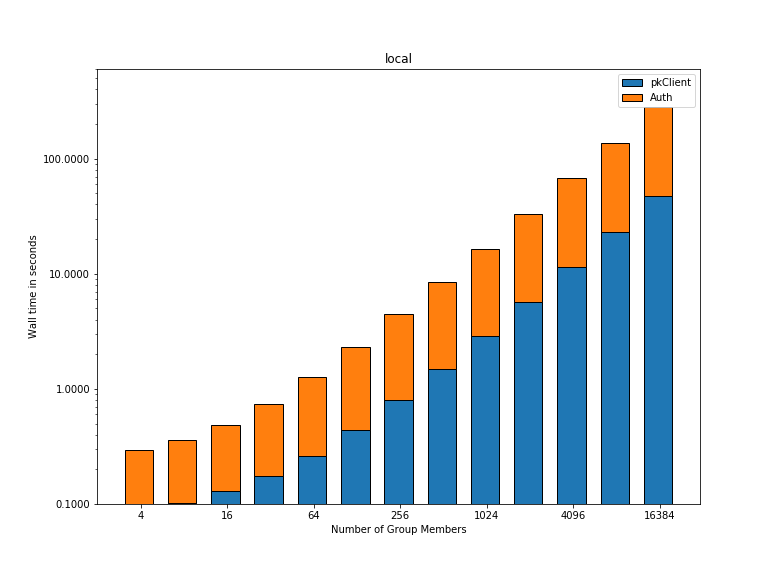 local
pkClient
Auth
Wall time in seconds
100.0000
10.0000
1.0000
0.1000
4 16 64 256 1024 4096 16384
Number of Group Members